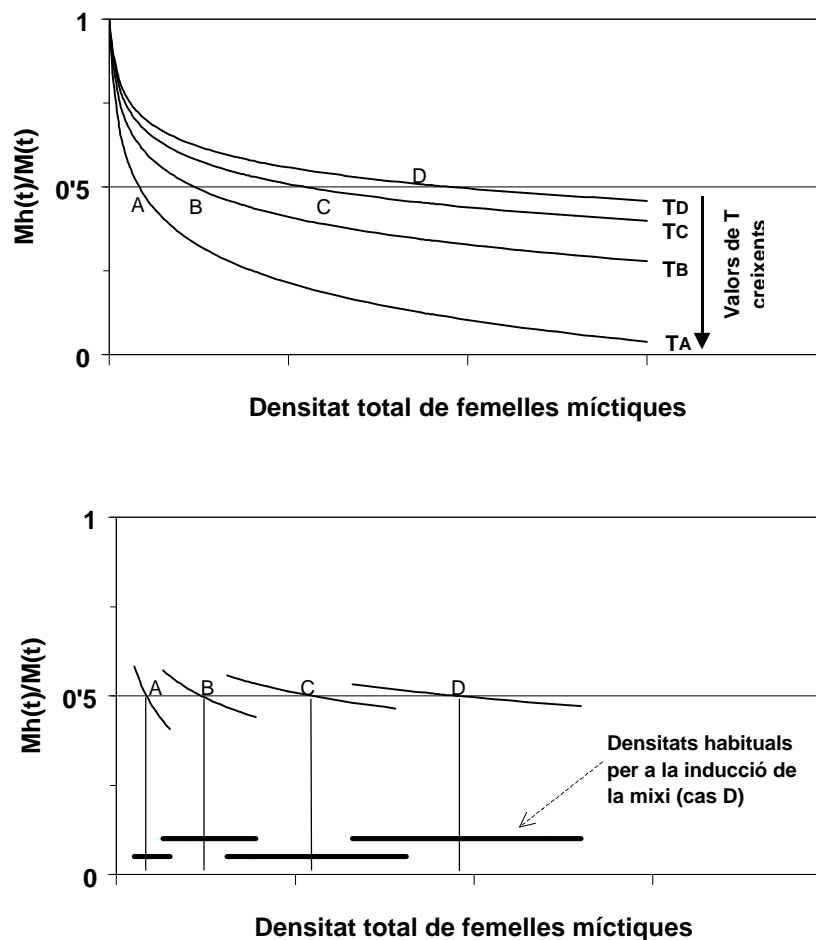 1
Mh(t)/M(t)
0'5
0
A
B
C
D
TD
TC
TB
TA
Valors de T
creixents
Densitat total de femelles míctiques
1
Mh(t)/M(t)
0'5
0
A
B
C
D
Densitats habituals
per a la inducció de
la mixi (cas D)
Densitat total de femelles míctiques